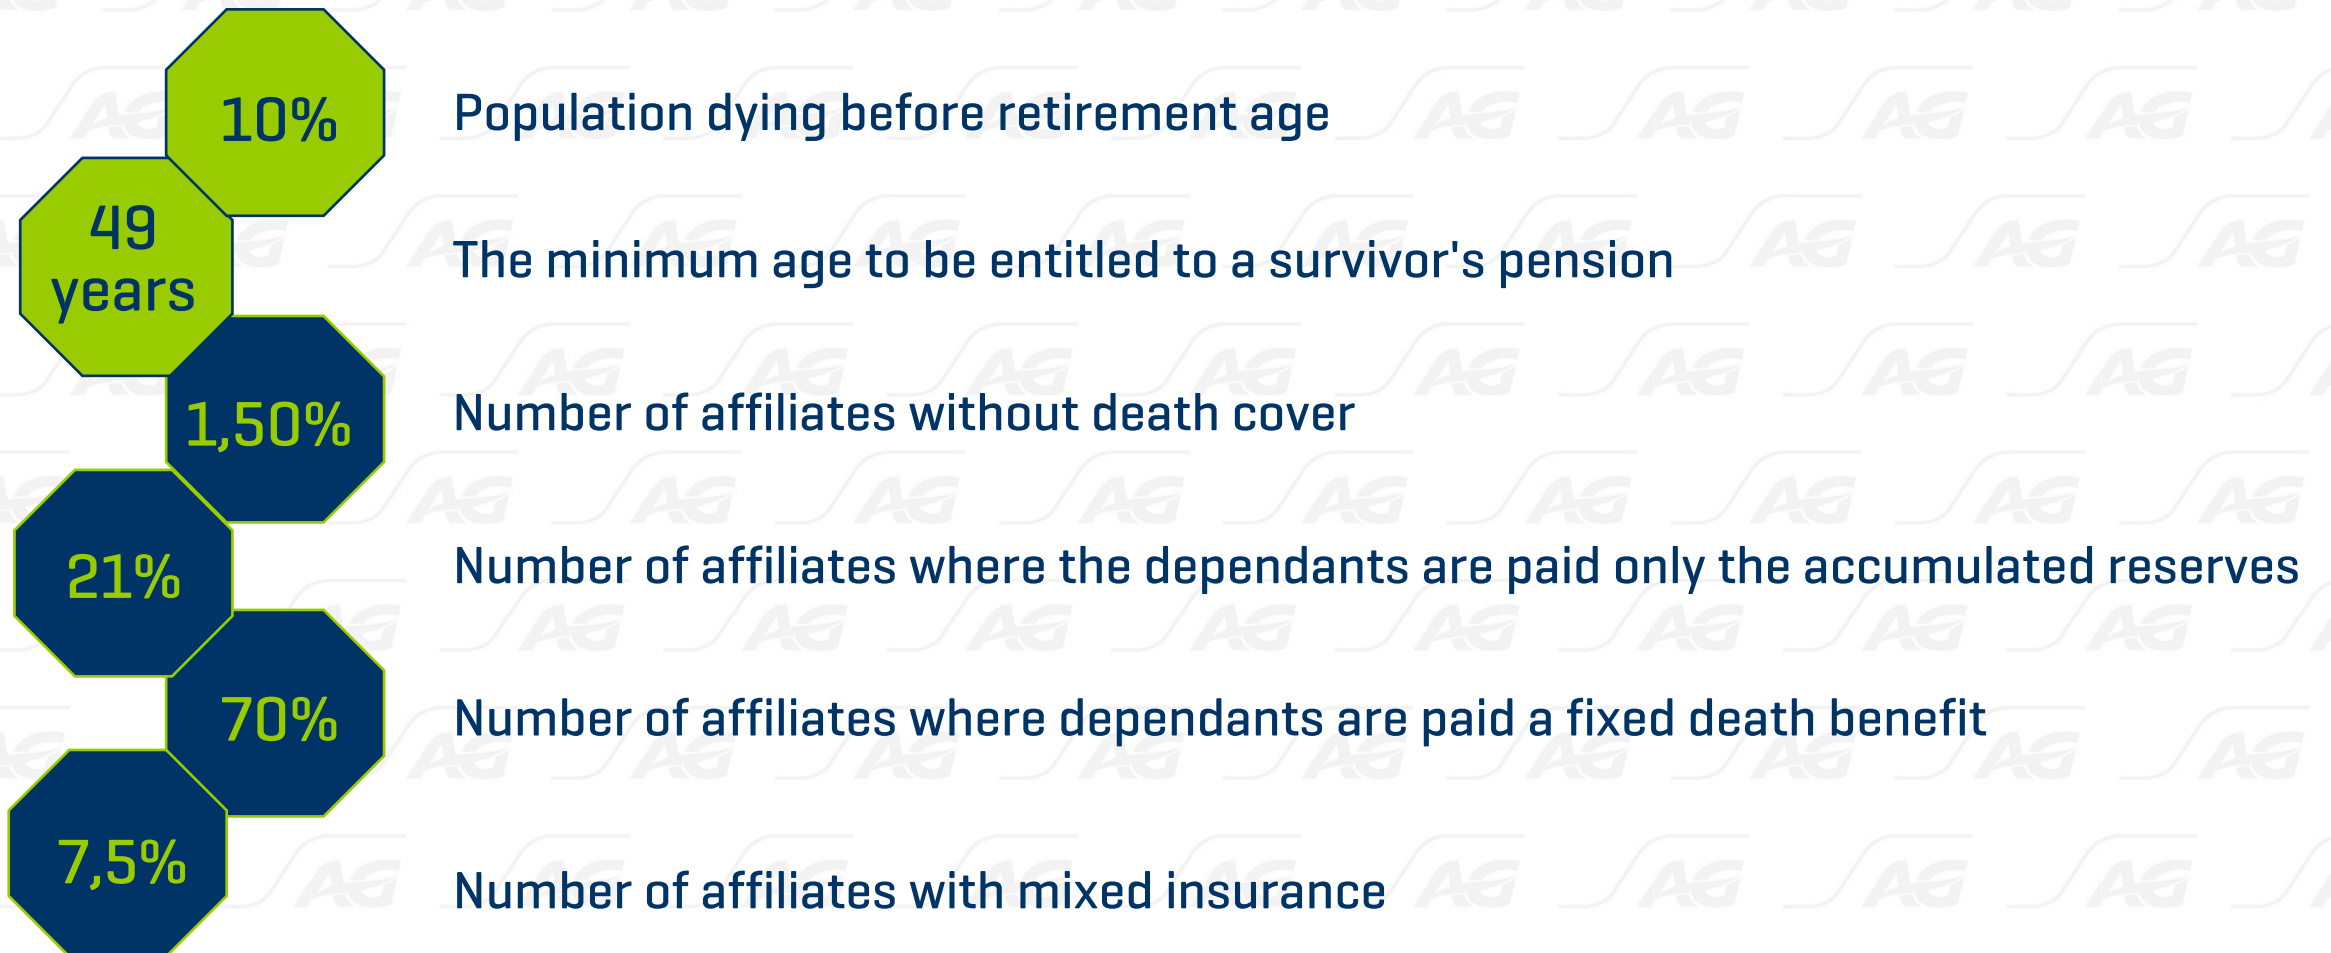 10%
Population dying before retirement age
49
years
The minimum age to be entitled to a survivor's pension
1,50%
Number of affiliates without death cover
21%
Number of affiliates where the dependants are paid only the accumulated reserves
70%
Number of affiliates where dependants are paid a fixed death benefit
7,5%
Number of affiliates with mixed insurance